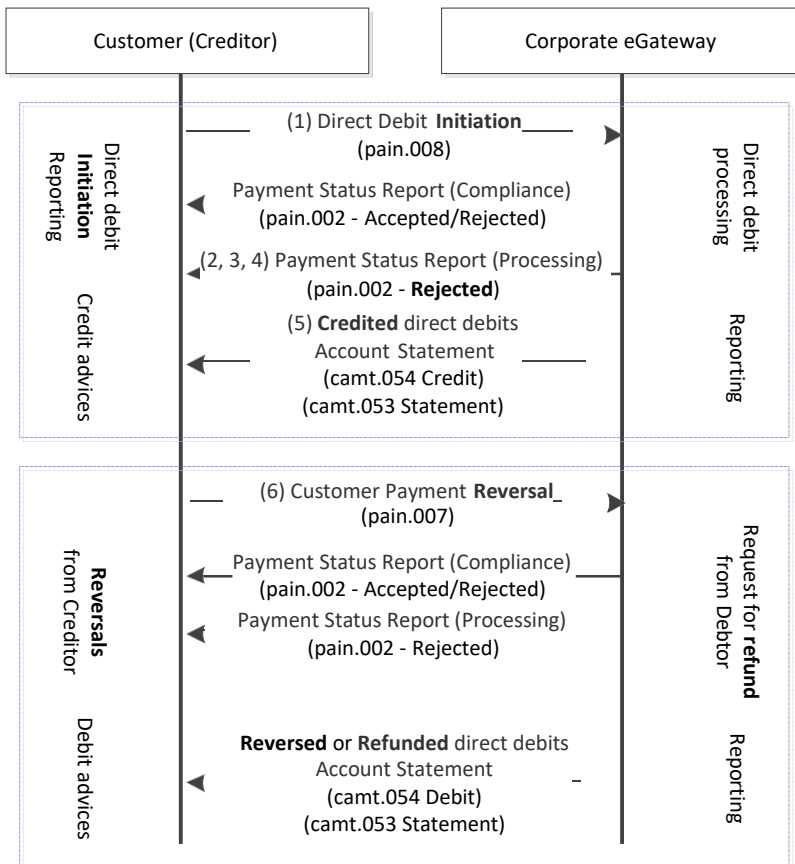 Customer (Creditor)
Corporate eGateway
Direct debit
Initiation
Reporting
Credit advices
(1) Direct Debit Initiation
(pain.008)
Payment Status Report (Compliance)
(pain.002 - Accepted/Rejected)
(2, 3, 4) Payment Status Report (Processing)
(pain.002 - Rejected)
(5) Credited direct debits
Account Statement
(camt.054 Credit)
(camt.053 Statement)
Direct debit
processing
Reporting
Reversals
from Creditor
Debit advices
(6) Customer Payment Reversal
(pain.007)
Payment Status Report (Compliance)
(pain.002 - Accepted/Rejected)
Payment Status Report (Processing)
(pain.002 - Rejected)
Reversed or Refunded direct debits
Account Statement
(camt.054 Debit)
(camt.053 Statement)
Request for refund
from Debtor
Reporting